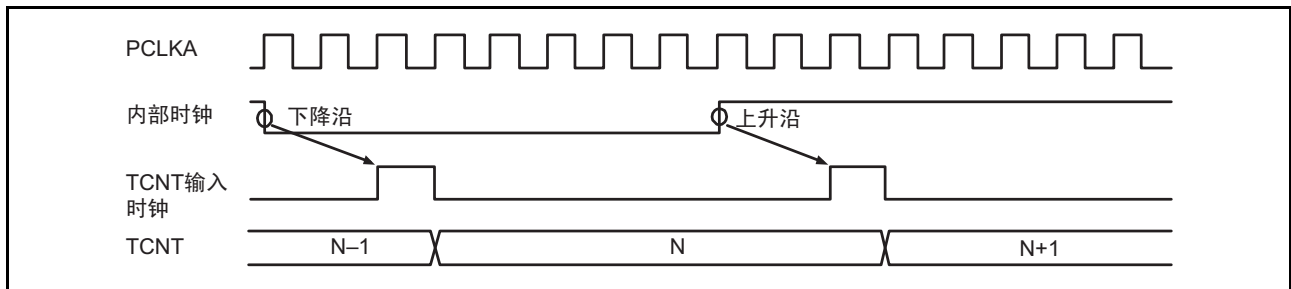 PCLKA
内部时钟
下降沿
上升沿
TCNT输入
时钟
TCNT
N–1
N
N+1